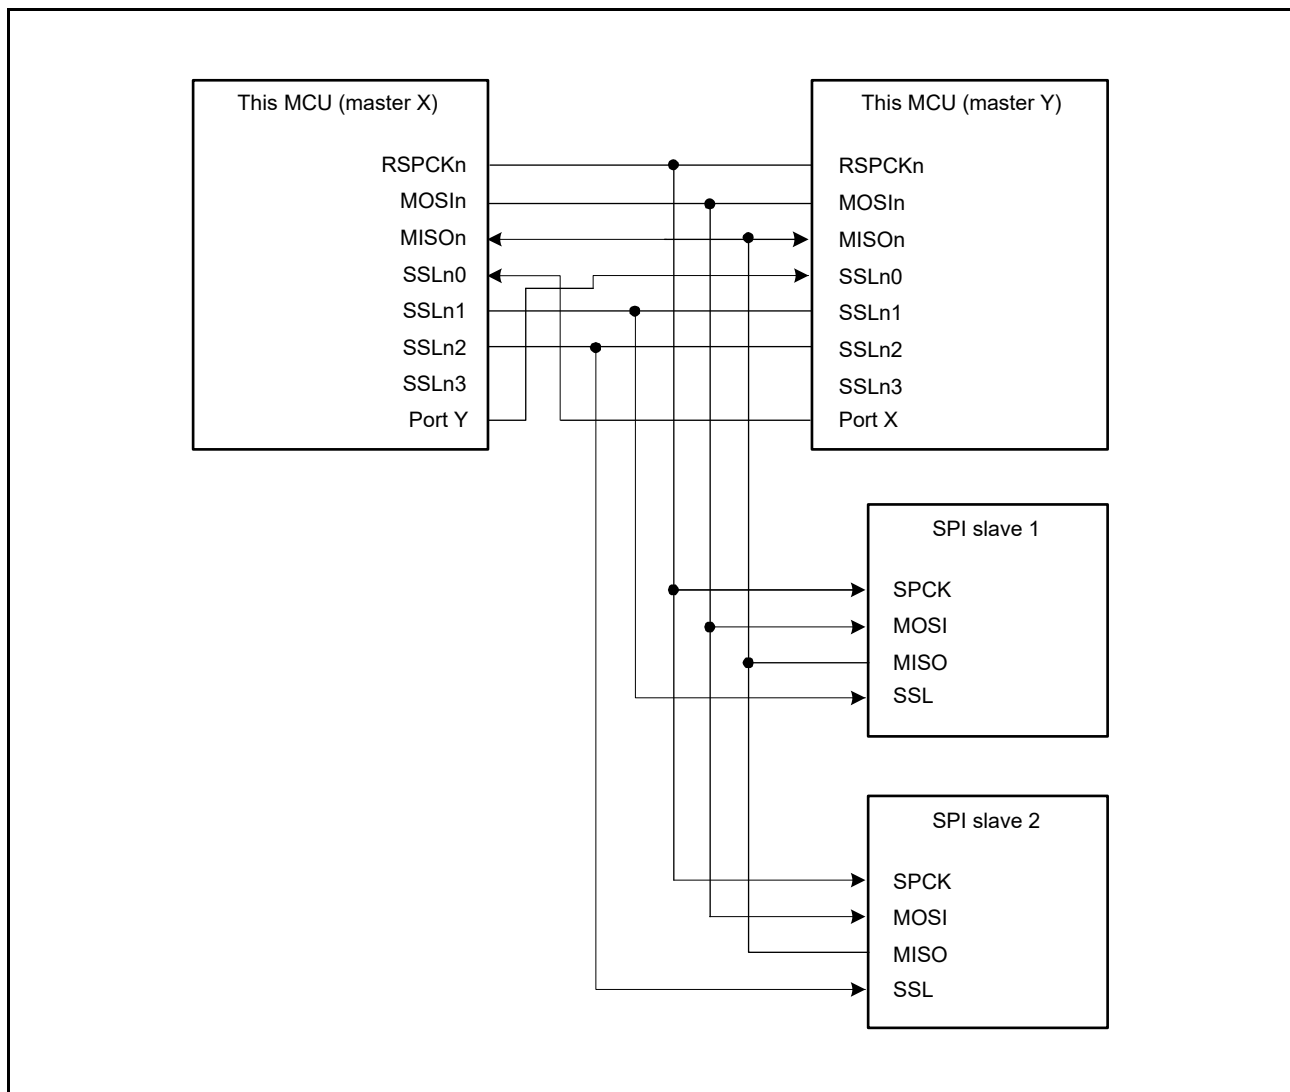 This MCU (master X)
RSPCKn
MOSIn
MISOn
SSLn0
SSLn1
SSLn2
SSLn3
Port Y
This MCU (master Y)
RSPCKn
MOSIn
MISOn
SSLn0
SSLn1
SSLn2
SSLn3
Port X
SPI slave 1
SPCK
MOSI
MISO
SSL
SPI slave 2
SPCK
MOSI
MISO
SSL